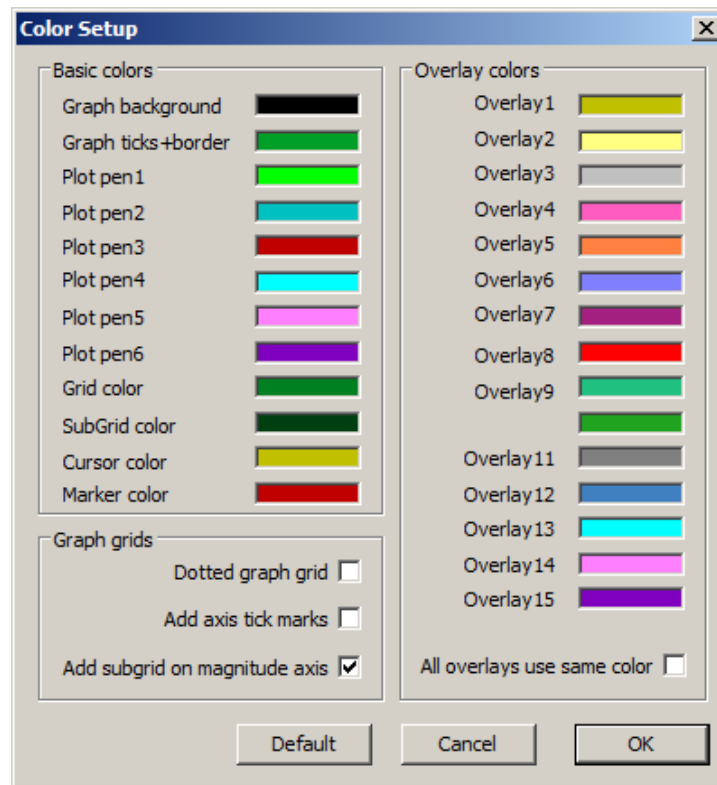 Color Setup
Basic colors
Graph background
Graph ticks+border
Plot pen1
Plot pen2
Plot pen3
Plot pen4
Plot pen5
Plot pen6
Grid color
SubGrid color
Cursor color
Marker color
Graph grids
Dotted graph grid
Add axis tick marks
Add subgrid on magnitude axis
Overlay colors
Overlay1
Overlay2
Overlay3
Overlay4
Overlay5
Overlay6
Overlay7
Overlay8
Overlay9
Overlay11
Overlay12
Overlay13
Overlay14
Overlay15
All overlays use same color
Default
Cancel
OK